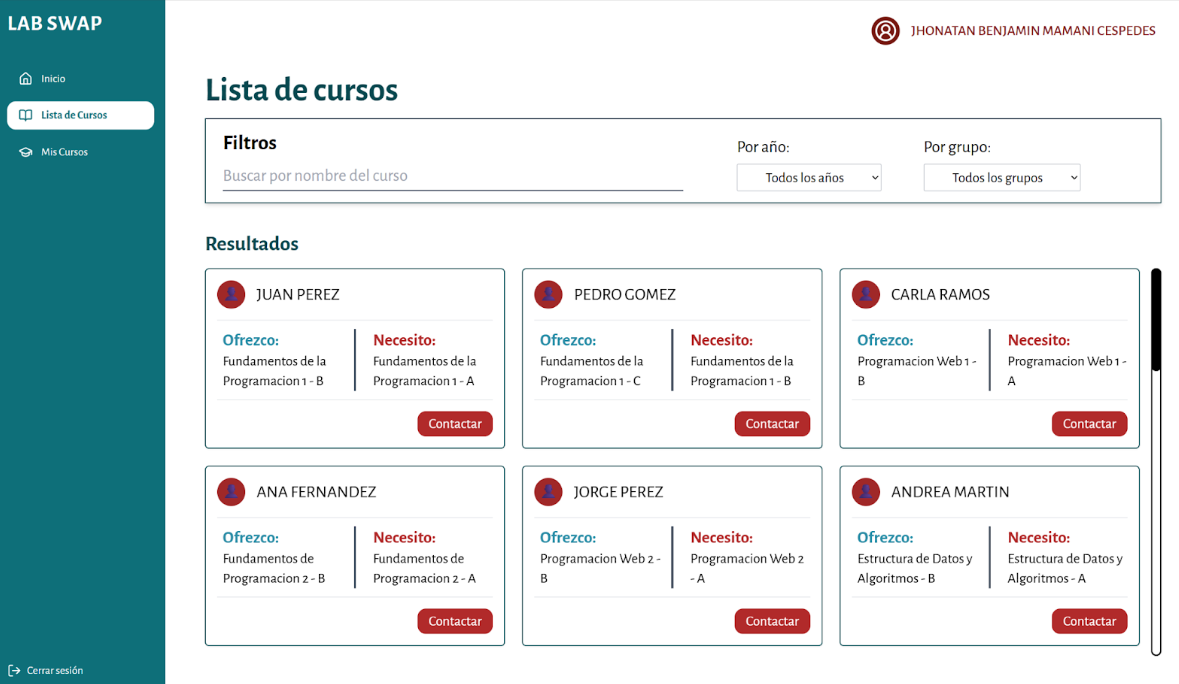 LAB SWAP
JHONATAN BENJAMIN MAMANI CESPEDES
Inicio
Lista de Cursos
Mis Cursos
Cerrar sesión
Lista de cursos
Filtros
Buscar por nombre del curso
Por año:
Todos los años
Por grupo:
Todos los grupos
Resultados
JUAN PEREZ
Ofrezco:
Fundamentos de la
Programacion 1 - B
Necesito:
Fundamentos de la
Programacion 1 - A
Contactar
PEDRO GOMEZ
Ofrezco:
Fundamentos de la
Programacion 1 - C
Necesito:
Fundamentos de la
Programacion 1 - B
Contactar
CARLA RAMOS
Ofrezco:
Programacion Web 1 -
B
Necesito:
Programacion Web 1 -
A
Contactar
ANA FERNANDEZ
Ofrezco:
Fundamentos de
Programacion 2 - B
Necesito:
Fundamentos de
Programacion 2 - A
Contactar
JORGE PEREZ
Ofrezco:
Programacion Web 2 -
B
Necesito:
Programacion Web 2
- A
Contactar
ANDREA MARTIN
Ofrezco:
Estructura de Datos y
Algoritmos - B
Necesito:
Estructura de Datos y
Algoritmos - A
Contactar